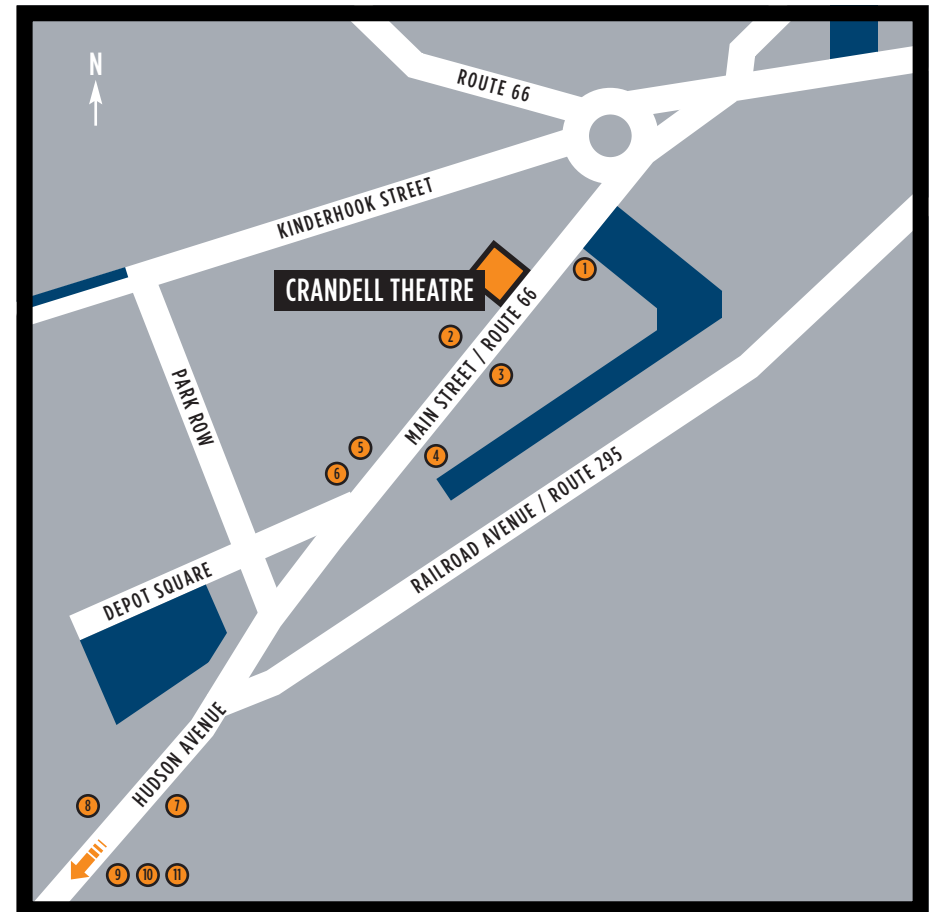 N
ROUTE 66
KINDERHOOK STREET
CRANDELL THEATRE
1
2
MAIN STREET / ROUTE 66
3
PARK ROW
5
4
6
RAILROAD AVENUE / ROUTE 295
DEPOT SQUARE
HUDSON AVENUE
8
7
9
10
11